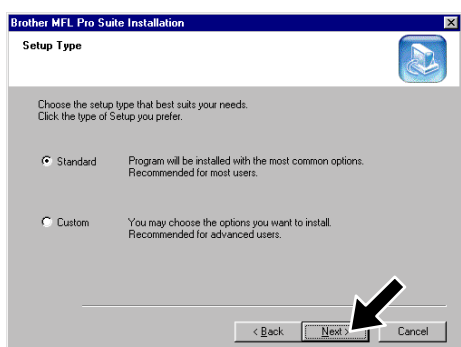 Brother MFL Pro Suite Installation
Setup Type
Choose the setup type that best suits your needs.
Click the type of Setup you prefer.
Standard
Program will be installed with the most common options.
Recommended for most users.
Custom
You may choose the options you want to install.
Recommended for advanced users.
< Back
Next >
Cancel